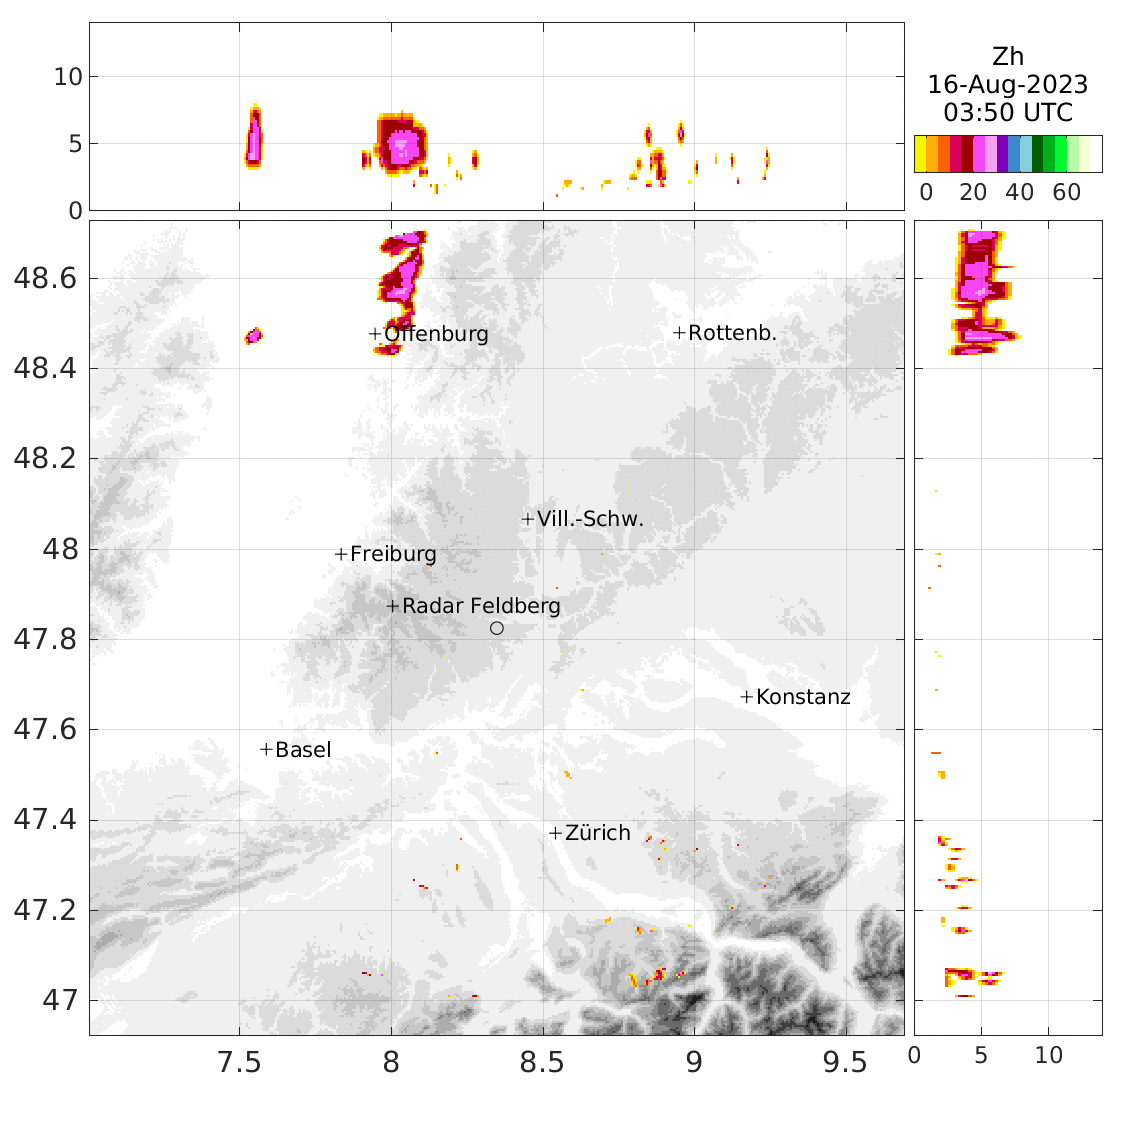 10
5
0
Zh
16-Aug-2023
03:50 UTC
0 20 40 60
48.6
48.4
48.2
48
47.8
47.6
47.4
47.2
47
Offenburg
Rottenb.
Vill.-Schw.
Freiburg
Radar Feldberg
Konstanz
Basel
Zürich
7.5 8 8.5 9 9.5
0 5 10